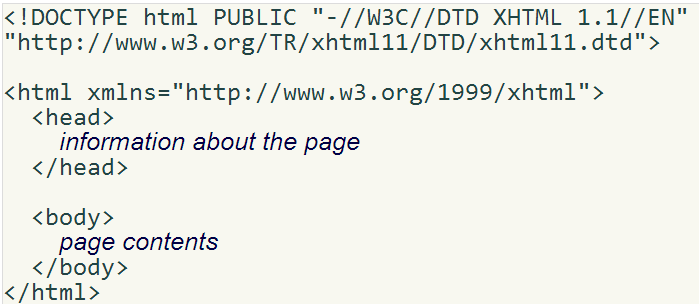 <!DOCTYPE html PUBLIC "-//W3C//DTD XHTML 1.1//EN"
"http://www.w3.org/TR/xhtml11/DTD/xhtml11.dtd">
<html xmlns="http://www.w3.org/1999/xhtml">
<head>
information about the page
</head>
<body>
page contents
</body>
</html>